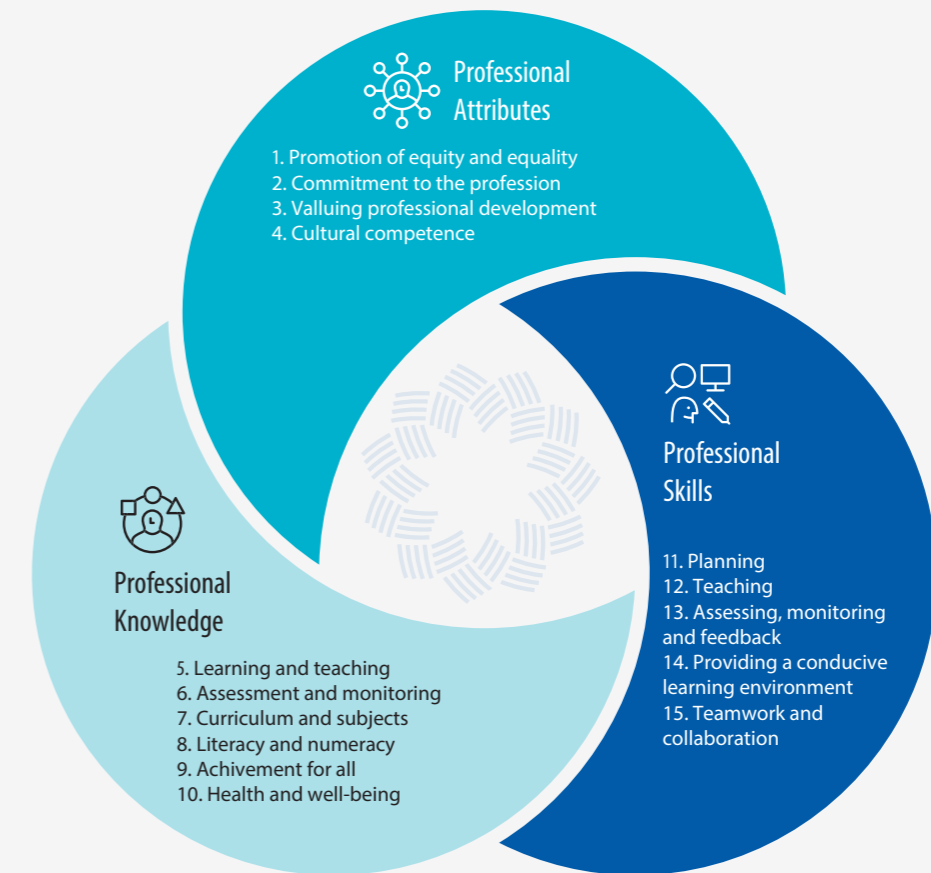 Professional
Attributes
1. Promotion of equity and equality
2. Commitment to the profession
3. Valluing professional development
4. Cultural competence
Professional
Knowledge
5. Learning and teaching
6. Assessment and monitoring
7. Curriculum and subjects
8. Literacy and numeracy
9. Achivement for all
10. Health and well-being
Professional
Skills
11. Planning
12. Teaching
13. Assessing, monitoring
and feedback
14. Providing a conducive
learning environment
15. Teamwork and
collaboration